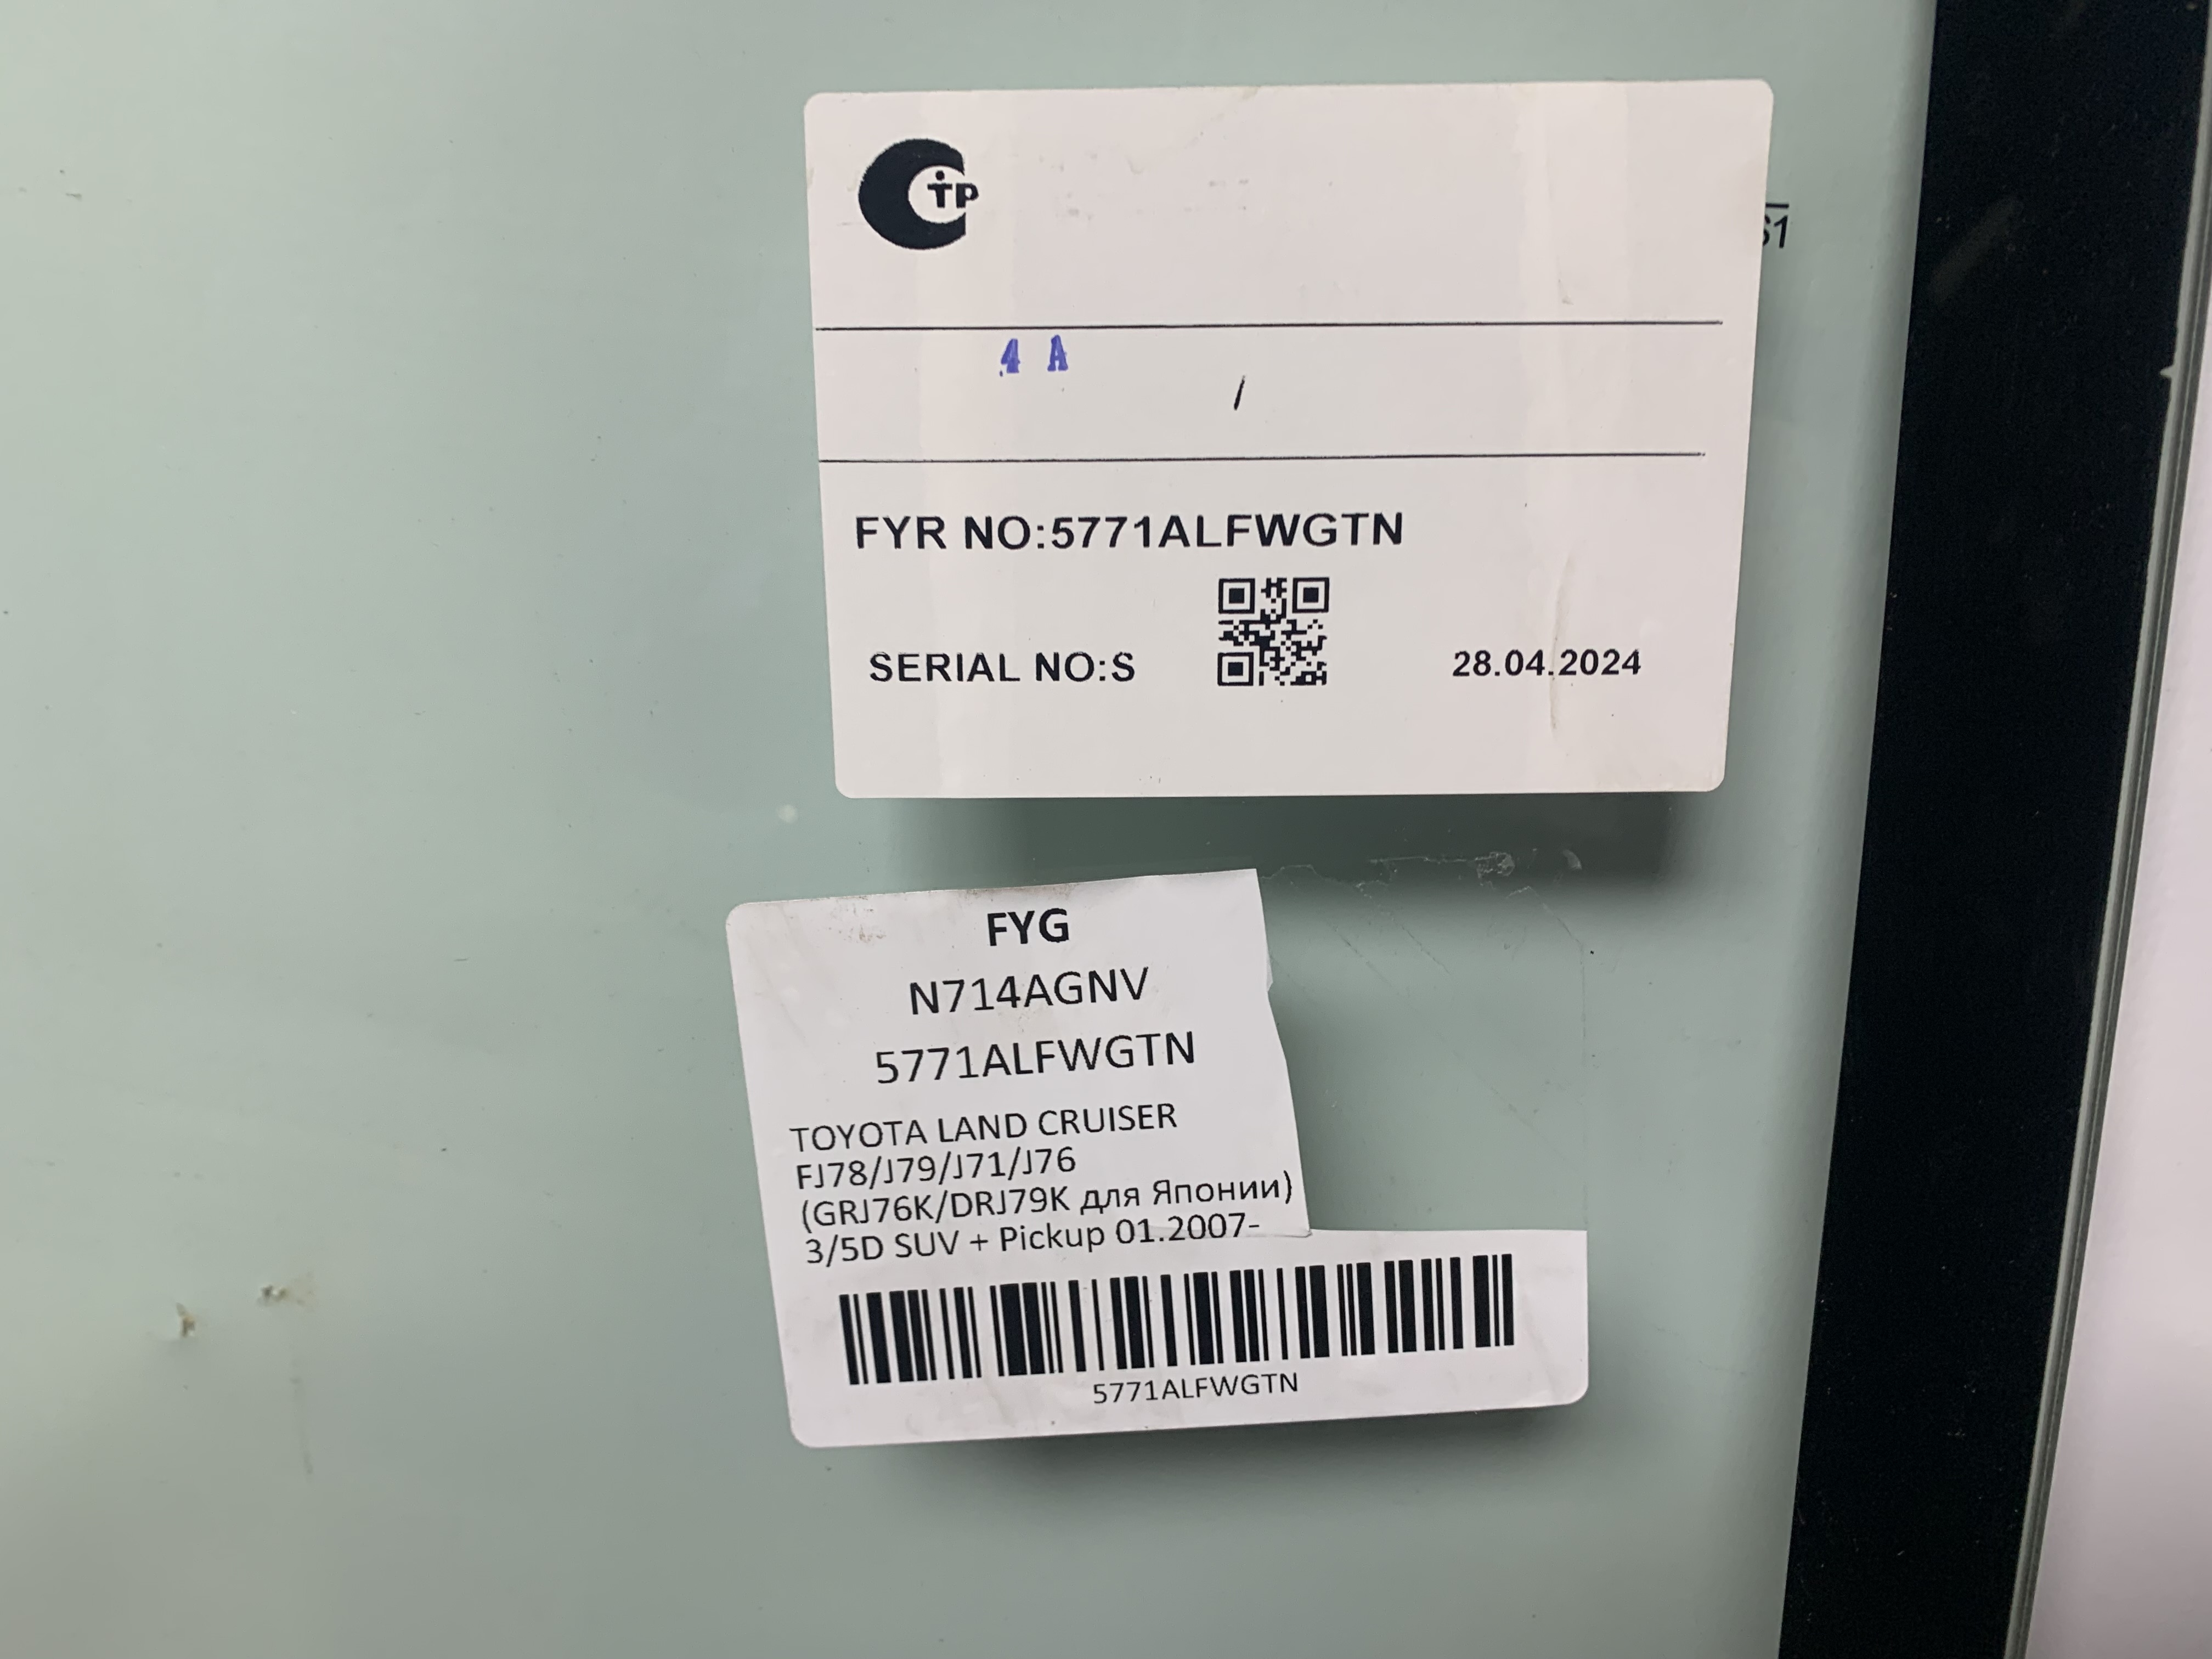 СТР
4 A
/
FYR NO:5771ALFWGTN
SERIAL NO:S
28.04.2024
FYG
N714AGNV
5771ALFWGTN
TOYOTA LAND CRUISER
FJ78/J79/J71/J76
(GRJ76K/DRJ79K для Японии)
3/5D SUV + Pickup 01.2007-
5771ALFWGTN